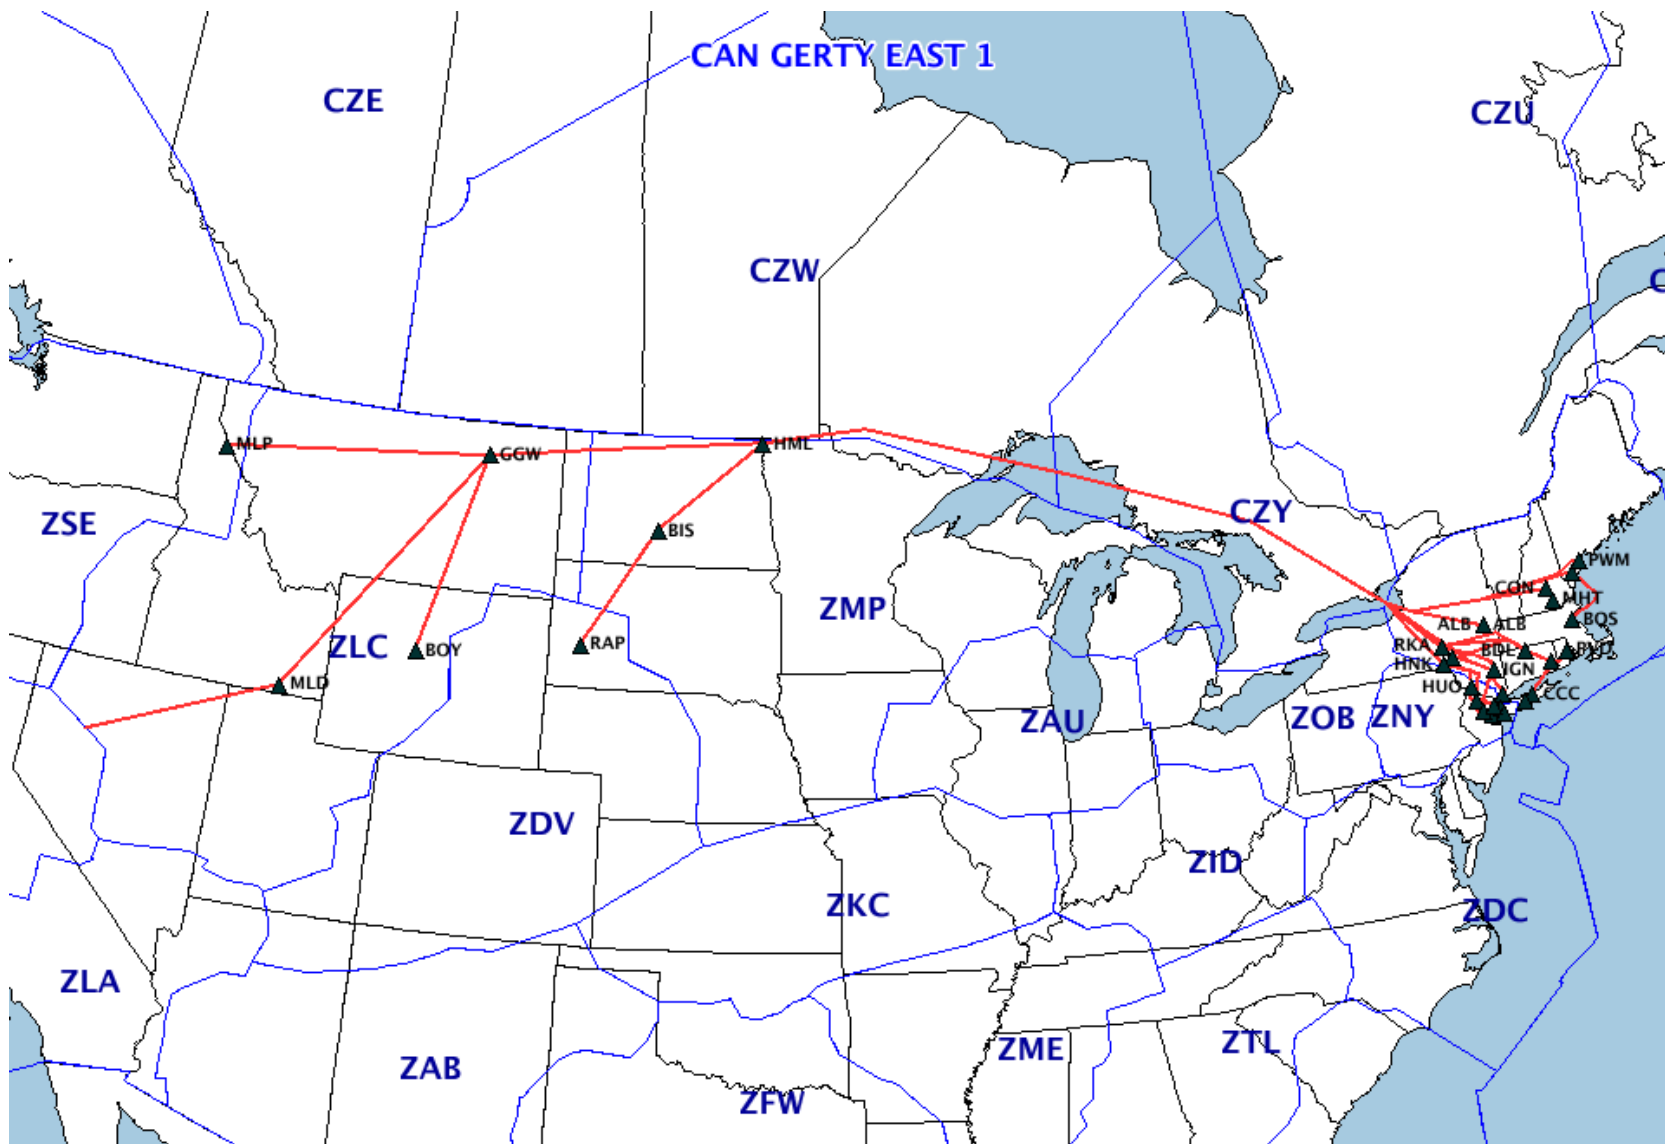 CAN GERTY EAST 1
CZE
CZU
CZW
C
MLP
GGW
HML
ZSE
BIS
CZY
PWM
CON
MHT
ZMP
ALB
ALB
BOS
ZLC
BOY
RAP
RKA
BDL
PVD
HNK
IGN
MLD
HUO
CCC
ZAU
ZOB
ZNY
ZDV
ZID
ZKC
ZDC
ZLA
ZME
ZTL
ZAB
ZFW